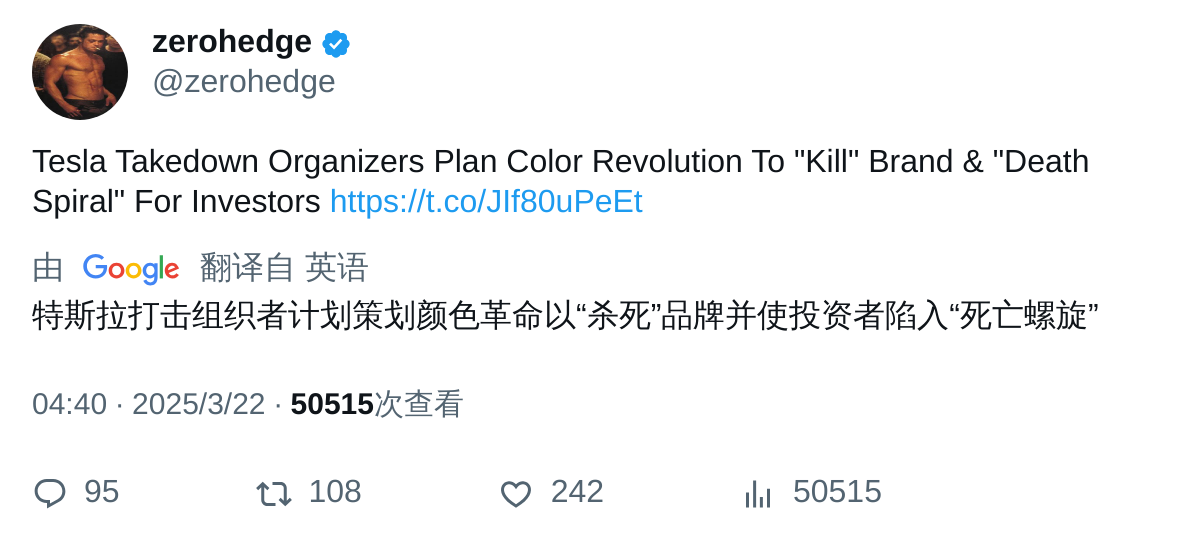 zerohedge
@zerohedge
Tesla Takedown Organizers Plan Color Revolution To "Kill" Brand & "Death
Spiral" For Investors https://t.co/JIf80uPeEt
由 Google 翻译自 英语
特斯拉打击组织者计划策划颜色革命以“杀死”品牌并使投资者陷入“死亡螺旋”
04:40 · 2025/3/22 · 50515次查看
95 108 242 50515